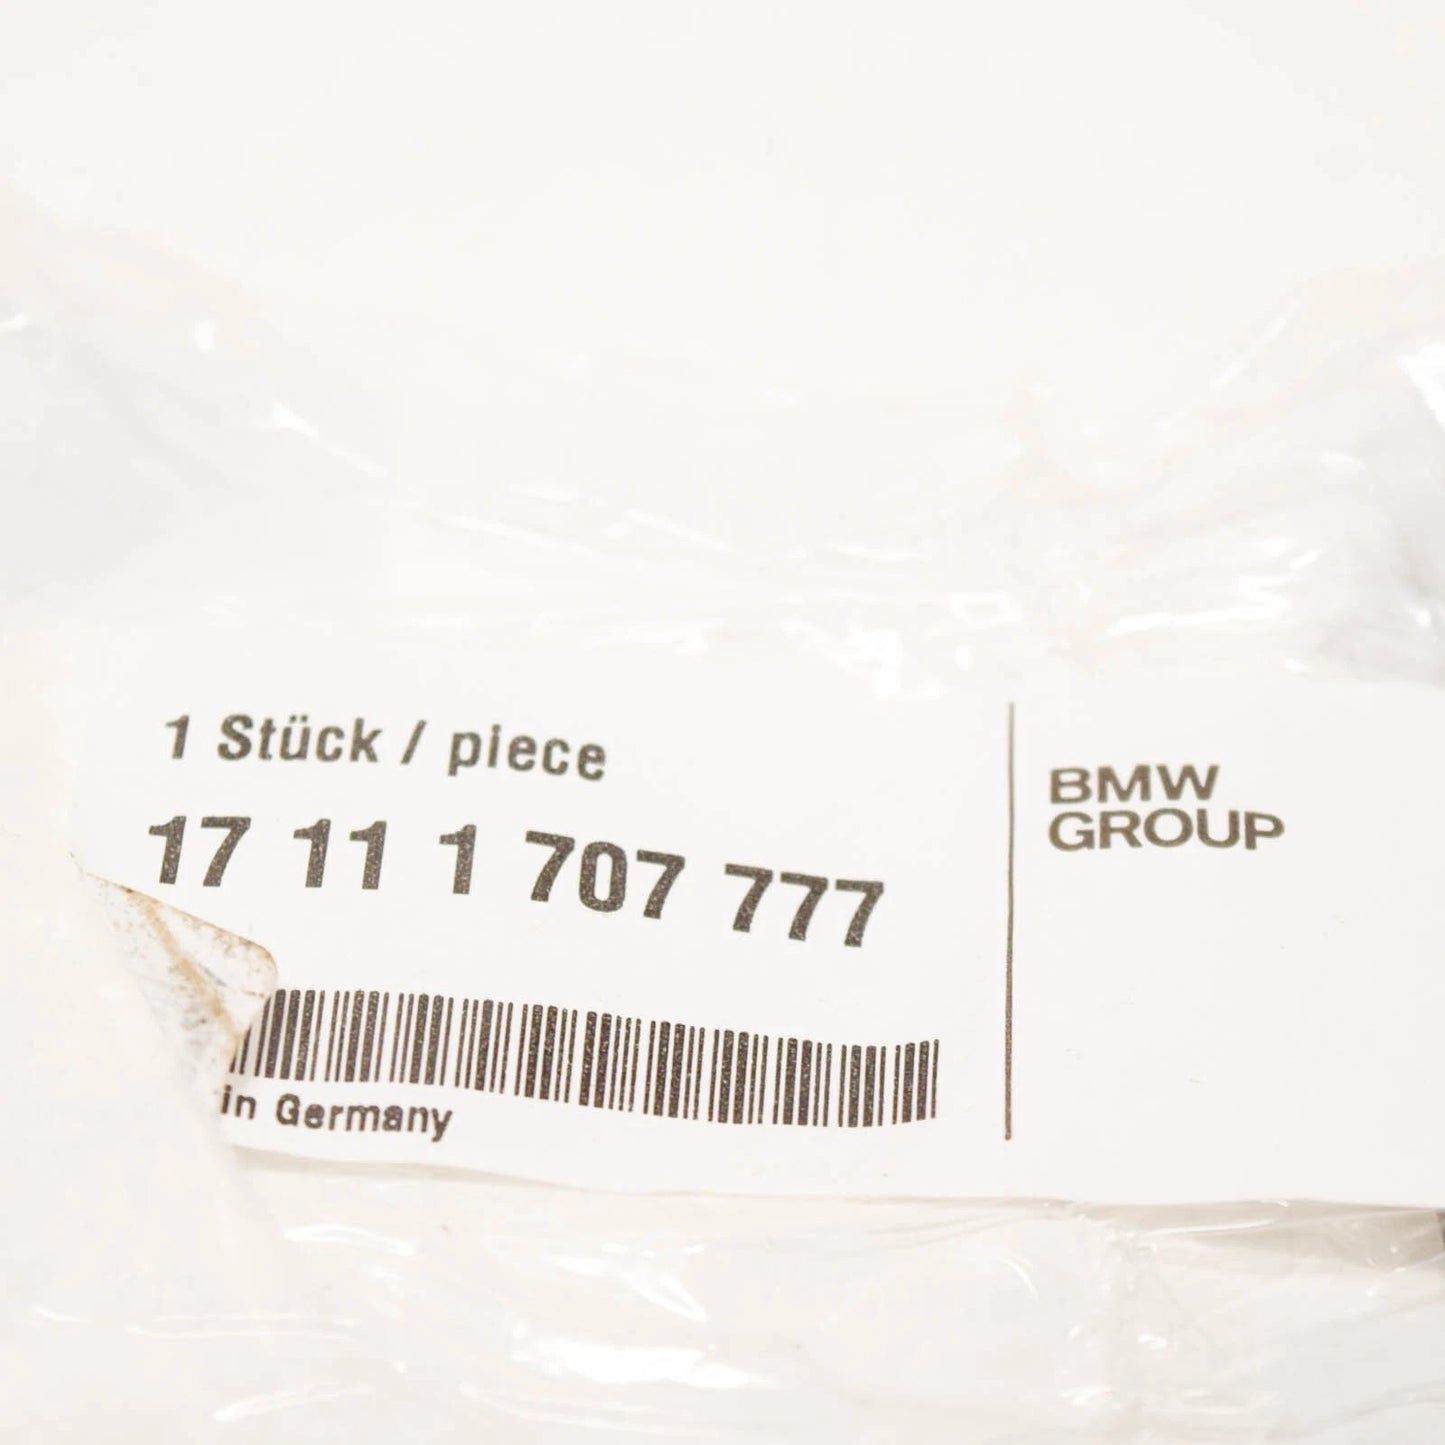 1 Stück / piece
17 11 1 707 777
in Germany
BMW
GROUP